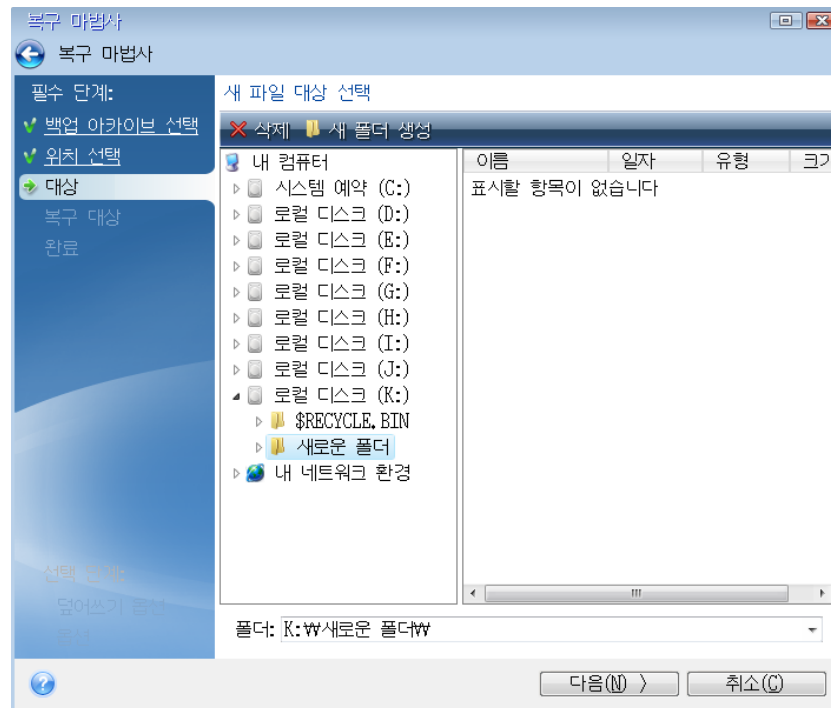 복구 마법사
복구 마법사
필수 단계:
백업 아카이브 선택
위치 선택
대상
복구 대상
완료
선택 단계:
덮어쓰기 옵션
옵션
새 파일 대상 선택
삭제 새 폴더 생성
내 컴퓨터
시스템 예약 (C:)
로컬 디스크 (D:)
로컬 디스크 (E:)
로컬 디스크 (F:)
로컬 디스크 (G:)
로컬 디스크 (H:)
로컬 디스크 (I:)
로컬 디스크 (J:)
로컬 디스크 (K:)
$RECYCLE.BIN
새로운 폴더
내 네트워크 환경
이름 일자 유형
표시할 항목이 없습니다
폴더: K:₩새로운 폴더₩
다음(N) 〉 취소(C)